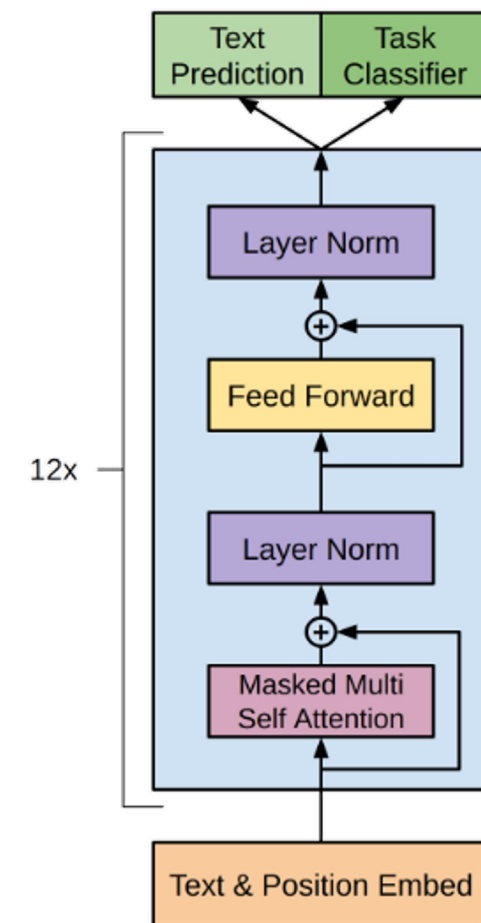 Text
Prediction
Task
Classifier
Layer Norm
Feed Forward
12x
Layer Norm
Masked Multi
Self Attention
Text & Position Embed